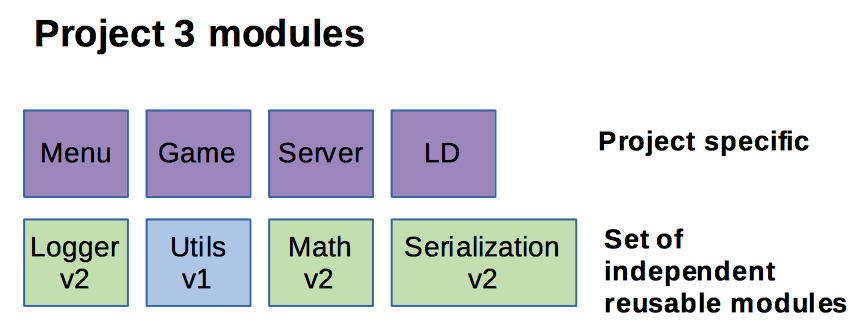 Project 3 modules
Menu Game Server LD
Project specific
Logger v2
Utils v1
Math v2
Serialization v2
Set of
independent
reusable modules